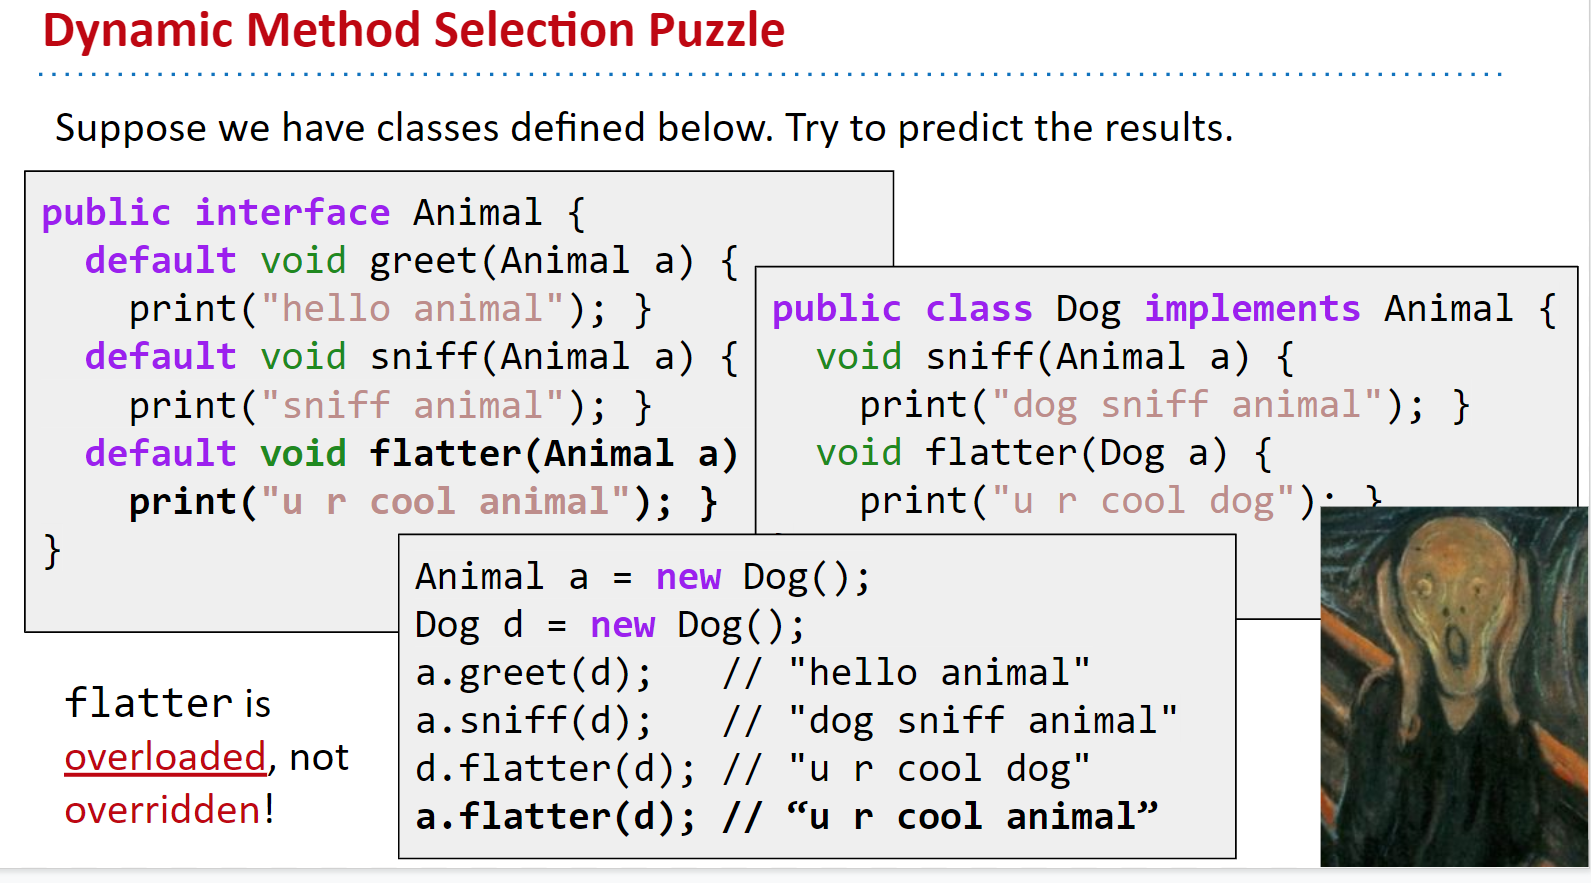 Dynamic Method Selection Puzzle
Suppose we have classes defined below. Try to predict the results.
public interface Animal {
  default void greet(Animal a) {
    print("hello animal"); }
  default void sniff(Animal a) {
    print("sniff animal"); }
  default void flatter(Animal a)
    print("u r cool animal"); }
}
public class Dog implements Animal {
  void sniff(Animal a) {
    print("dog sniff animal"); }
  void flatter(Dog a) {
    print("u r cool dog"); }
Animal a = new Dog();
Dog d = new Dog();
a.greet(d);   // "hello animal"
a.sniff(d);   // "dog sniff animal"
d.flatter(d); // "u r cool dog"
a.flatter(d); // “u r cool animal”
flatter is
overloaded, not
overridden!